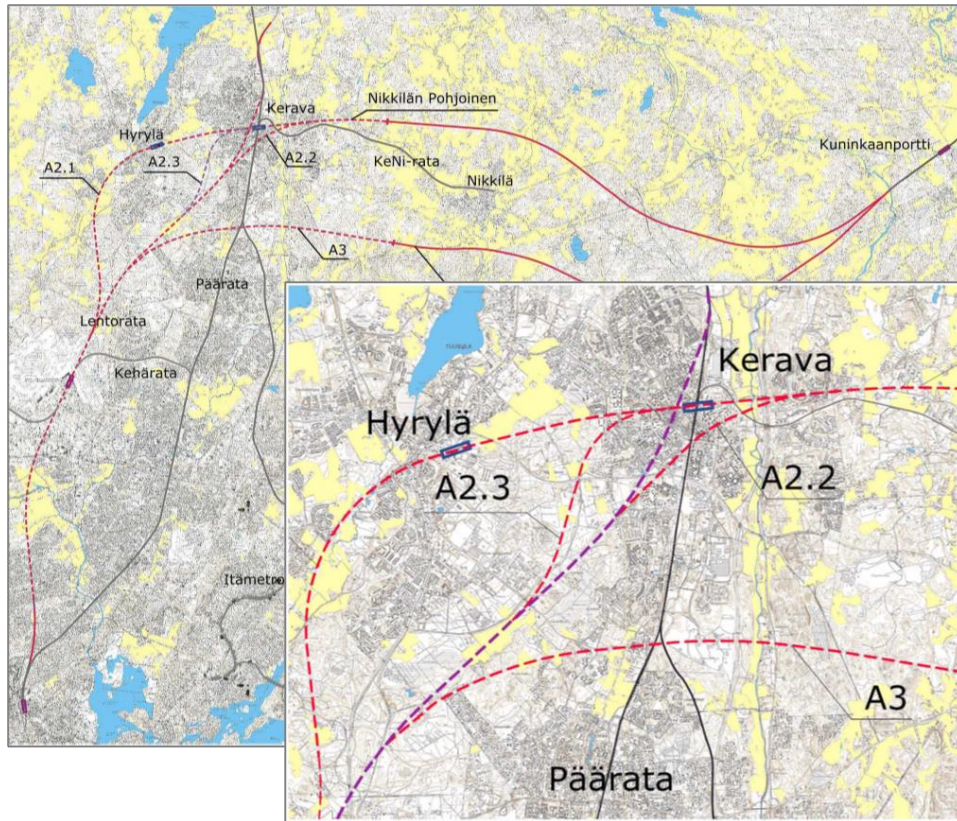 Nikkilän Pohjoinen
Kerava
Hyrylä
Kuninkaanportti
A2.1
A2.3
A2.2
KeNi-rata
Nikkilä
A3
Päärata
Lentorata
Kehärata
Itämetro
Kerava
Hyrylä
A2.3
A2.2
A3
Päärata